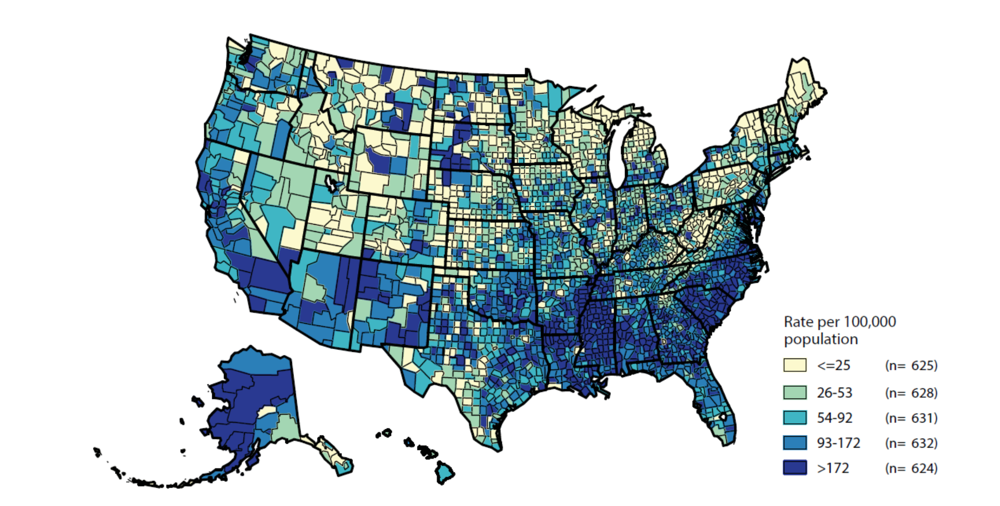 Rate per 100,000
population
<=25 (n= 625)
26-53 (n= 628)
54-92 (n= 631)
93-172 (n= 632)
>172 (n= 624)